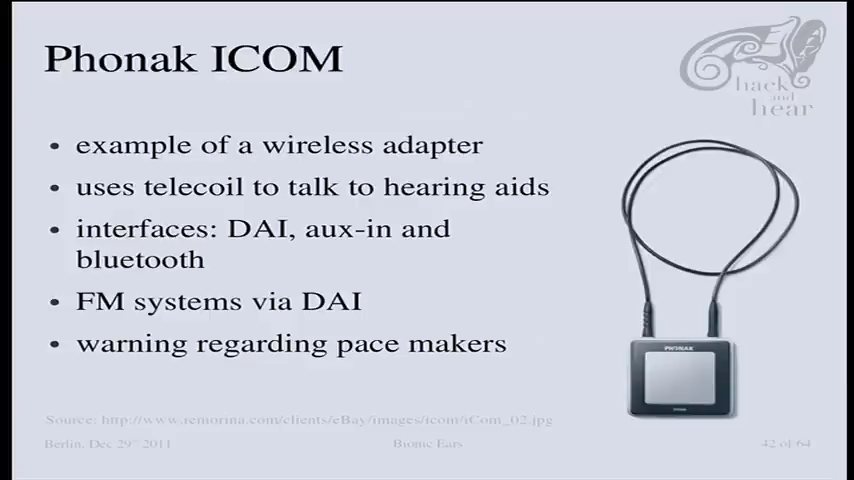 Phonak ICOM
hack
and
hear
• example of a wireless adapter
• uses telecoil to talk to hearing aids
• interfaces: DAI, aux-in and
bluetooth
• FM systems via DAI
• warning regarding pace makers
PHONAK
Source: http://www.remorina.com/clients/eBay/images/icom/iCom_02.jpg
Berlin, Dec 29th 2011
Bionic Ears
42 of 64